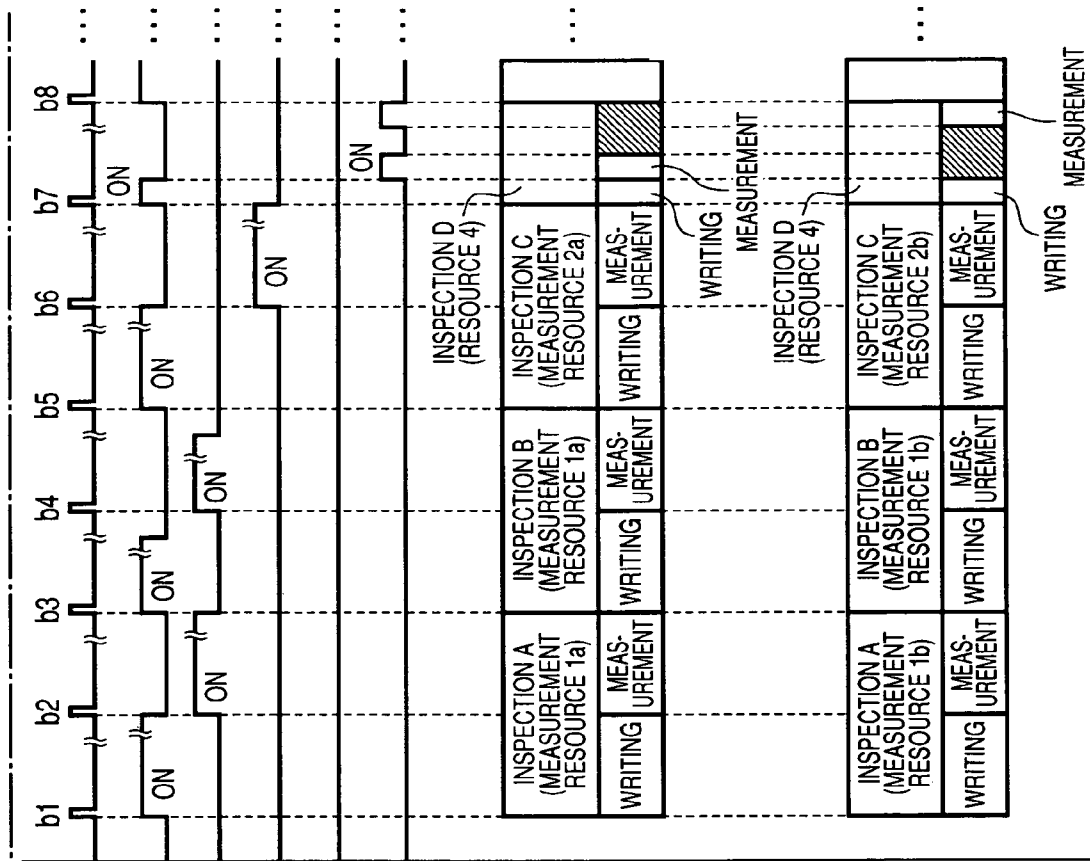 b1 b2 b3 b4 b5 b6 b7 b8
ON
ON
ON
ON
ON
ON
ON
ON
INSPECTION D
(RESOURCE 4)
INSPECTION A
(MEASUREMENT
RESOURCE 1a)
INSPECTION B
(MEASUREMENT
RESOURCE 1a)
INSPECTION C
(MEASUREMENT
RESOURCE 2a)
WRITING
MEAS-
UREMENT
WRITING
MEAS-
UREMENT
WRITING
MEAS-
UREMENT
WRITING
MEASUREMENT
INSPECTION D
(RESOURCE 4)
INSPECTION A
(MEASUREMENT
RESOURCE 1b)
INSPECTION B
(MEASUREMENT
RESOURCE 1b)
INSPECTION C
(MEASUREMENT
RESOURCE 2b)
WRITING
MEAS-
UREMENT
WRITING
MEAS-
UREMENT
WRITING
MEAS-
UREMENT
WRITING
MEASUREMENT